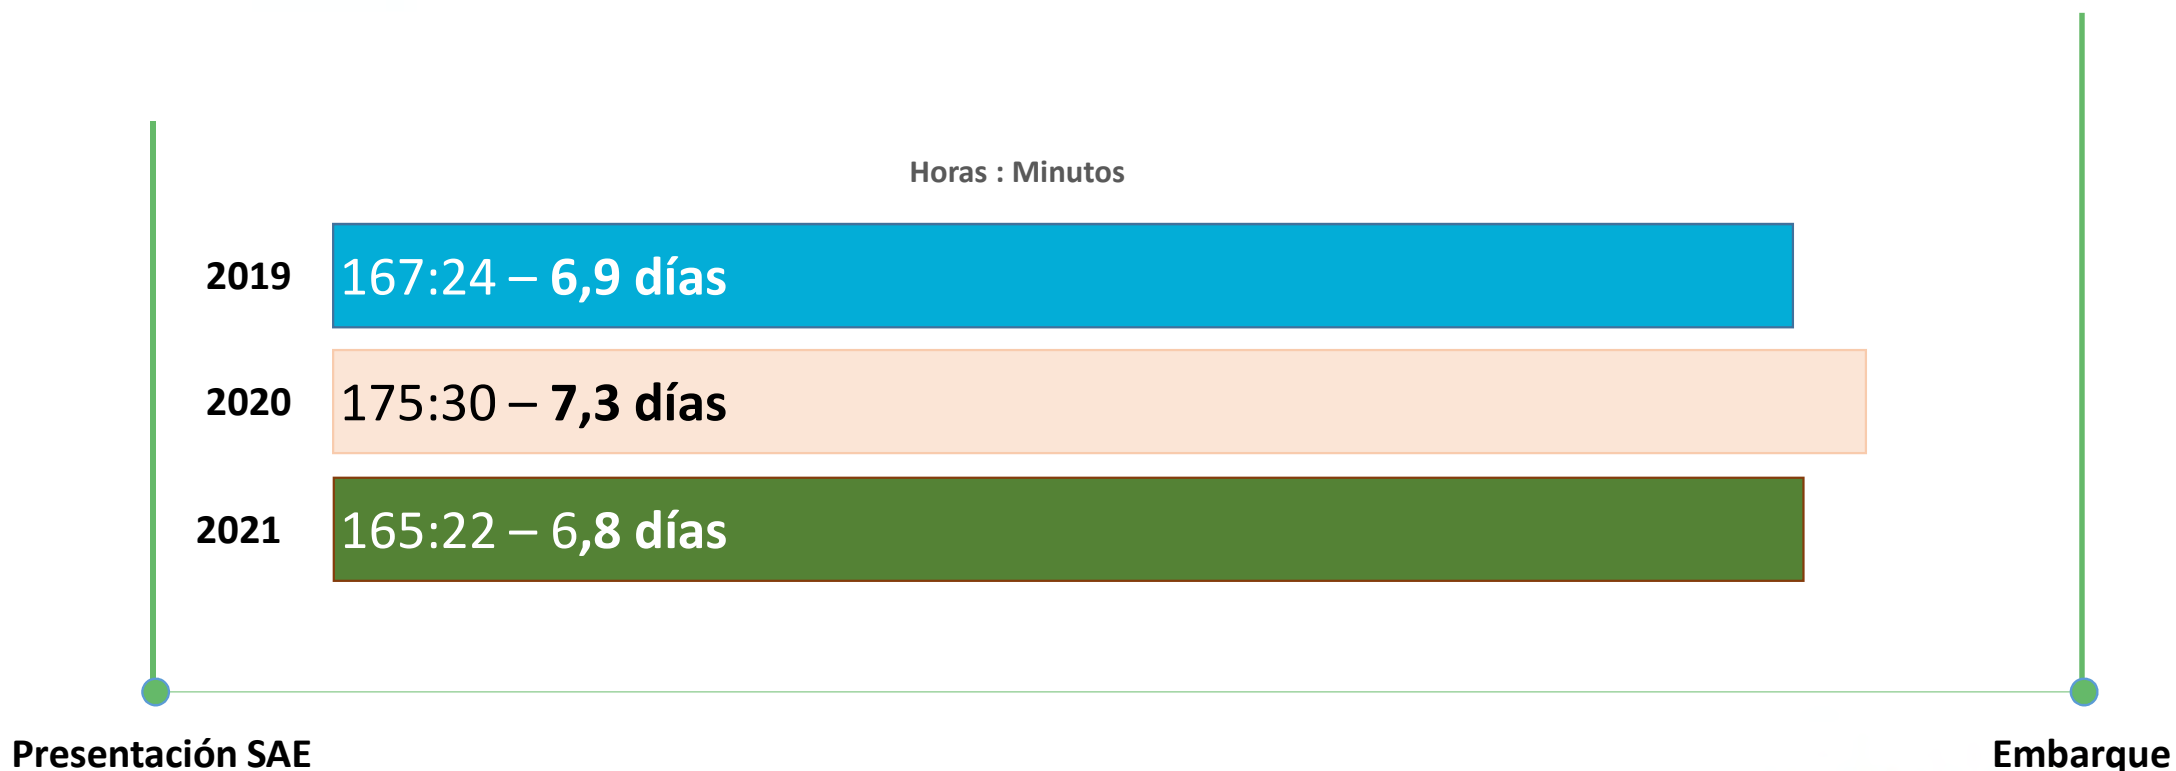 Horas : Minutos
2019 167:24 – 6,9 días
2020 175:30 – 7,3 días
2021 165:22 – 6,8 días
Presentación SAE Embarque